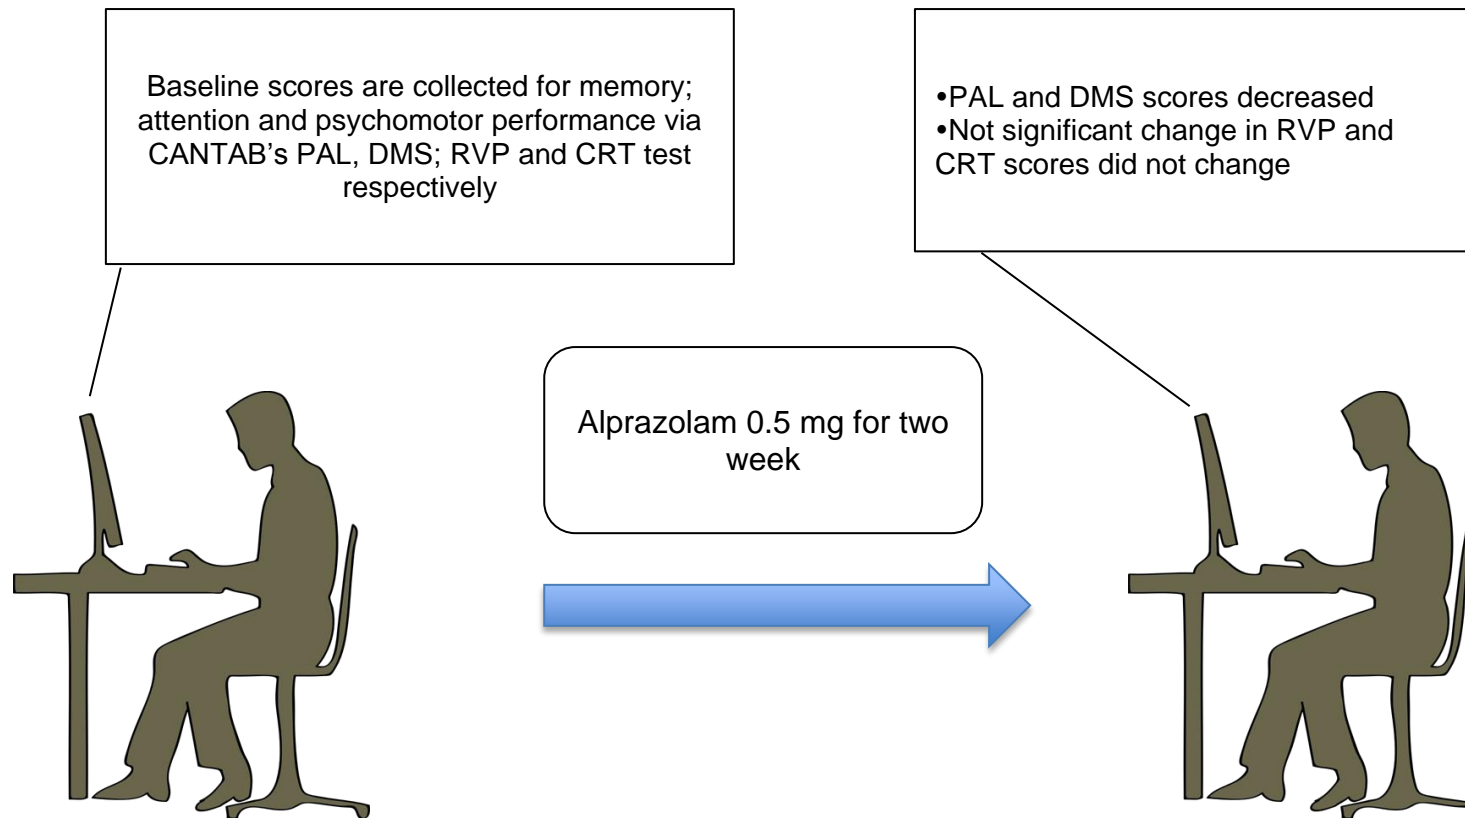 Baseline scores are collected for memory;
attention and psychomotor performance via
CANTAB’s PAL, DMS; RVP and CRT test
respectively
•PAL and DMS scores decreased
•Not significant change in RVP and
CRT scores did not change
Alprazolam 0.5 mg for two
week